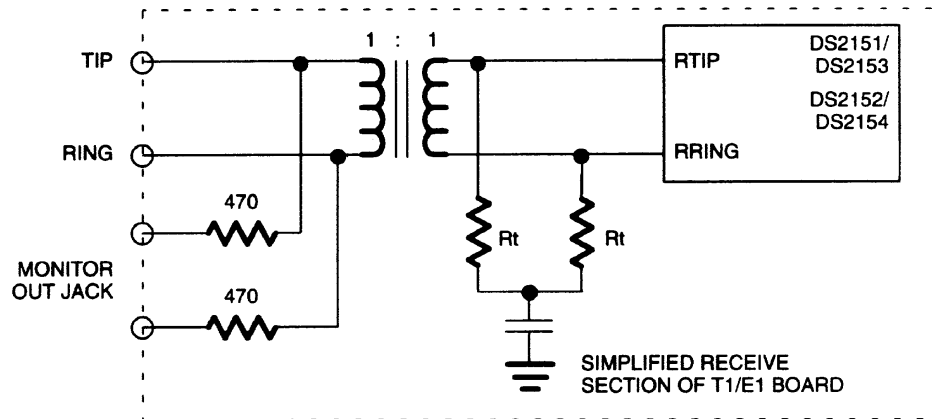 1 : 1
TIP
RTIP
DS2151/
DS2153
DS2152/
DS2154
RING
RRING
470
Rt
Rt
MONITOR
OUT JACK
470
SIMPLIFIED RECEIVE
SECTION OF T1/E1 BOARD